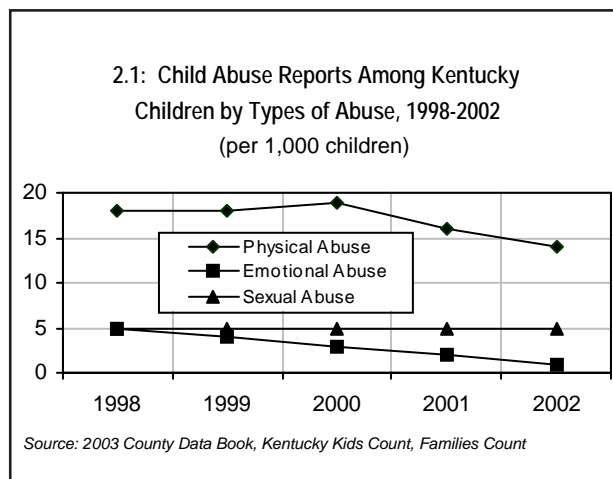 2.1: Child Abuse Reports Among Kentucky
Children by Types of Abuse, 1998-2002
(per 1,000 children)
20
15
10
5
0
Physical Abuse
Emotional Abuse
Sexual Abuse
1998 1999 2000 2001 2002
Source: 2003 County Data Book, Kentucky Kids Count, Families Count